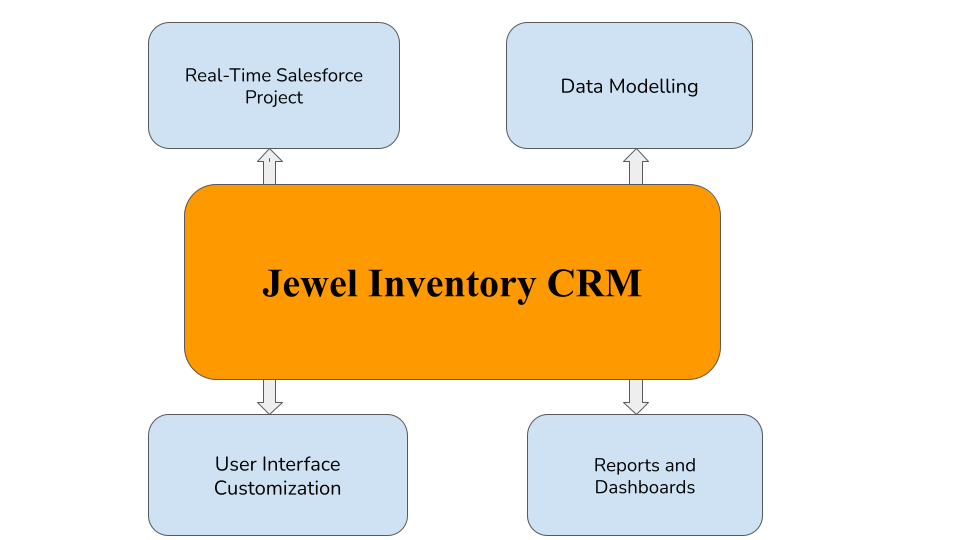 Real-Time Salesforce
Project
Data Modelling
Jewel Inventory CRM
User Interface
Customization
Reports and
Dashboards